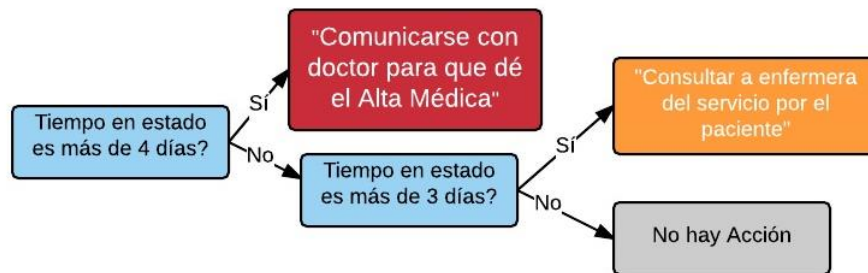 "Comunicarse con
doctor para que dé
el Alta Médica"
"Consultar a enfermera
del servicio por el
paciente"
Sí
Tiempo en estado
es más de 4 días?
No
Tiempo en estado
es más de 3 días?
Sí
No
No hay Acción